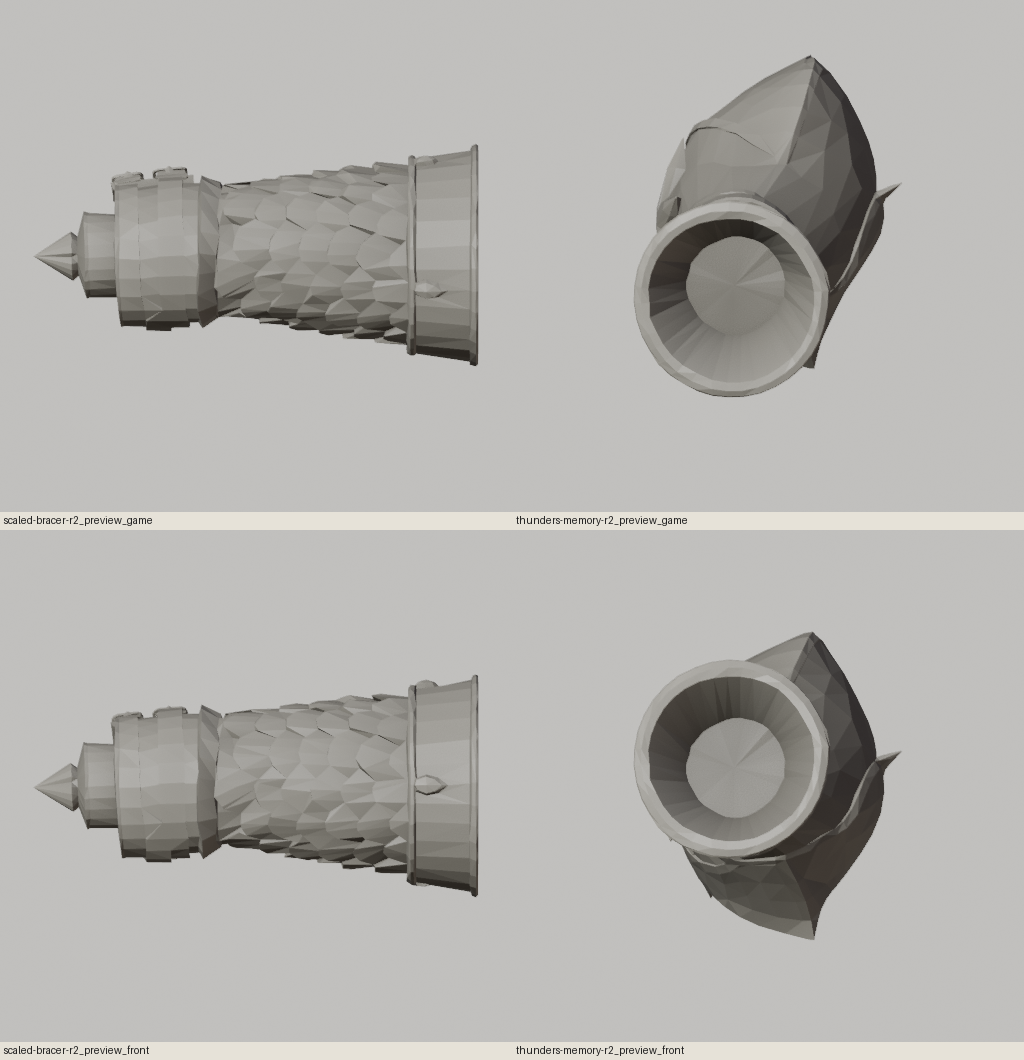 scaled-bracer-r2_preview_game
thunders-memory-r2_preview_game
scaled-bracer-r2_preview_front
thunders-memory-r2_preview_front